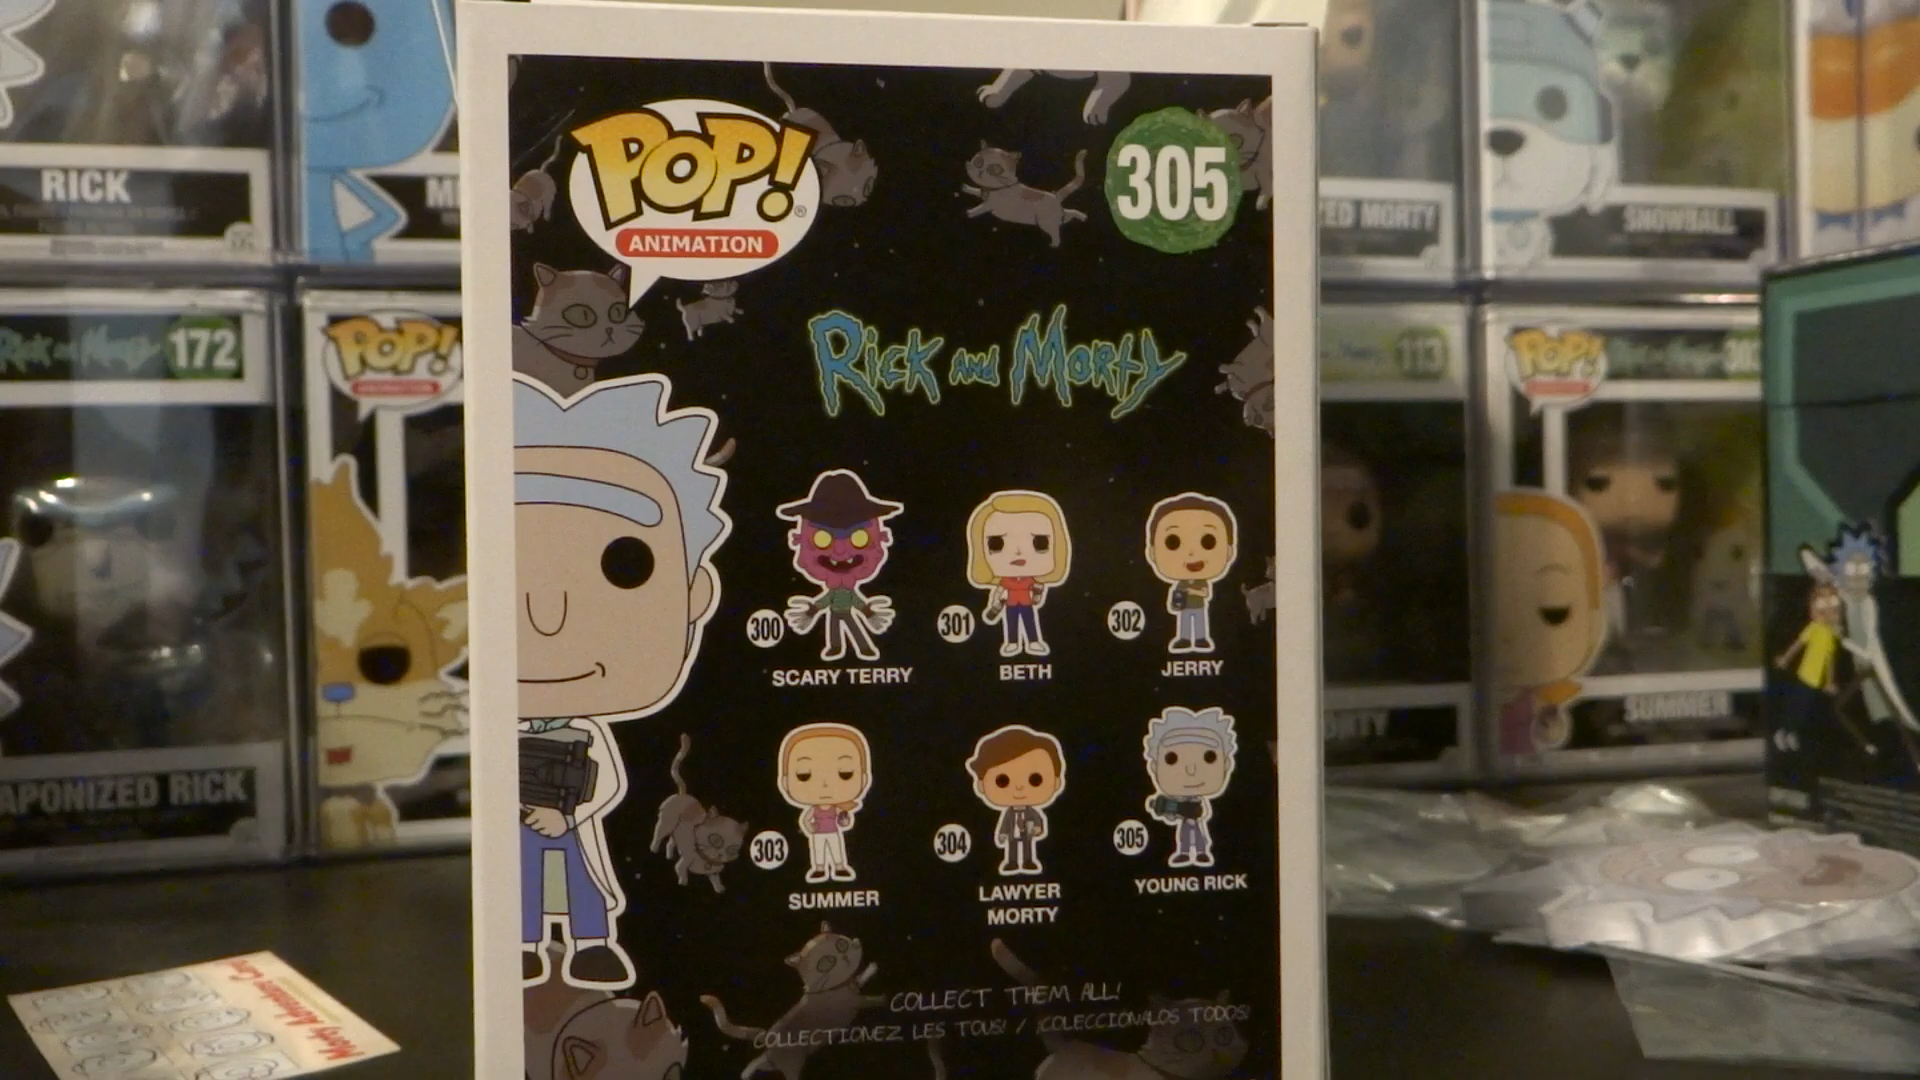 POP!
ANIMATION
305
RICK AND MORTY
300
SCARY TERRY
301
BETH
302
JERRY
303
SUMMER
304
LAWYER
MORTY
305
YOUNG RICK
COLLECT THEM ALL!
COLLECTIONEZ LES TOUS! / ¡COLECCIONALOS TODOS!
RICK
172
APONIZED RICK
POP!
ED MORTY
SNOWBALL
113
POP!
SUMMER